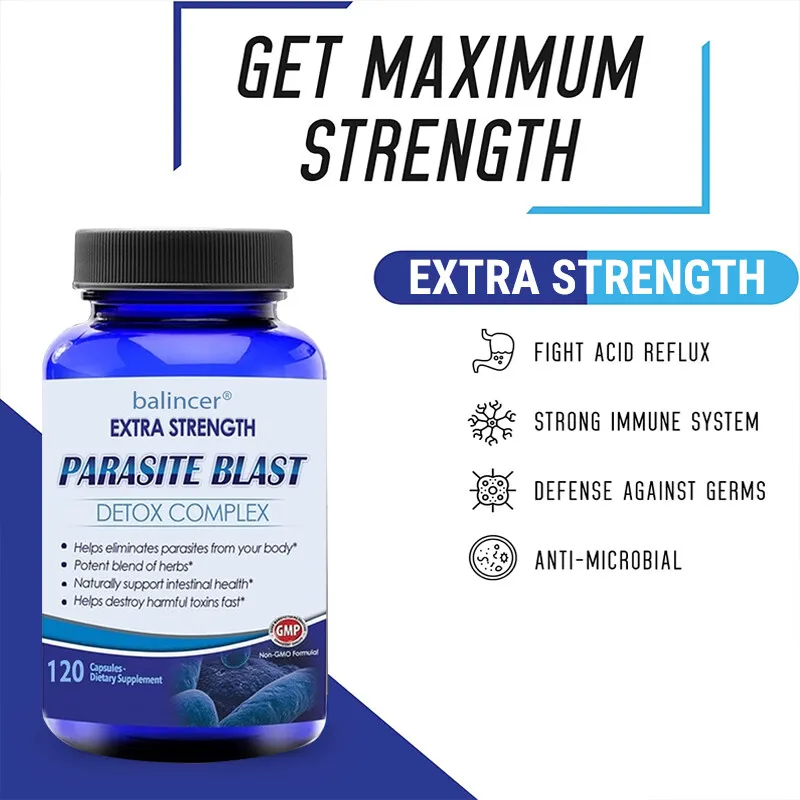 GET MAXIMUM
STRENGTH
EXTRA STRENGTH
FIGHT ACID REFLUX
STRONG IMMUNE SYSTEM
DEFENSE AGAINST GERMS
ANTI-MICROBIAL
balincer®
EXTRA STRENGTH
PARASITE BLAST
DETOX COMPLEX
• Helps eliminates parasites from your body*
• Potent blend of herbs*
• Naturally support intestinal health*
• Helps destroy harmful toxins fast*
GMP
Non-GMO Formula!
120 Capsules -
Dietary Supplement